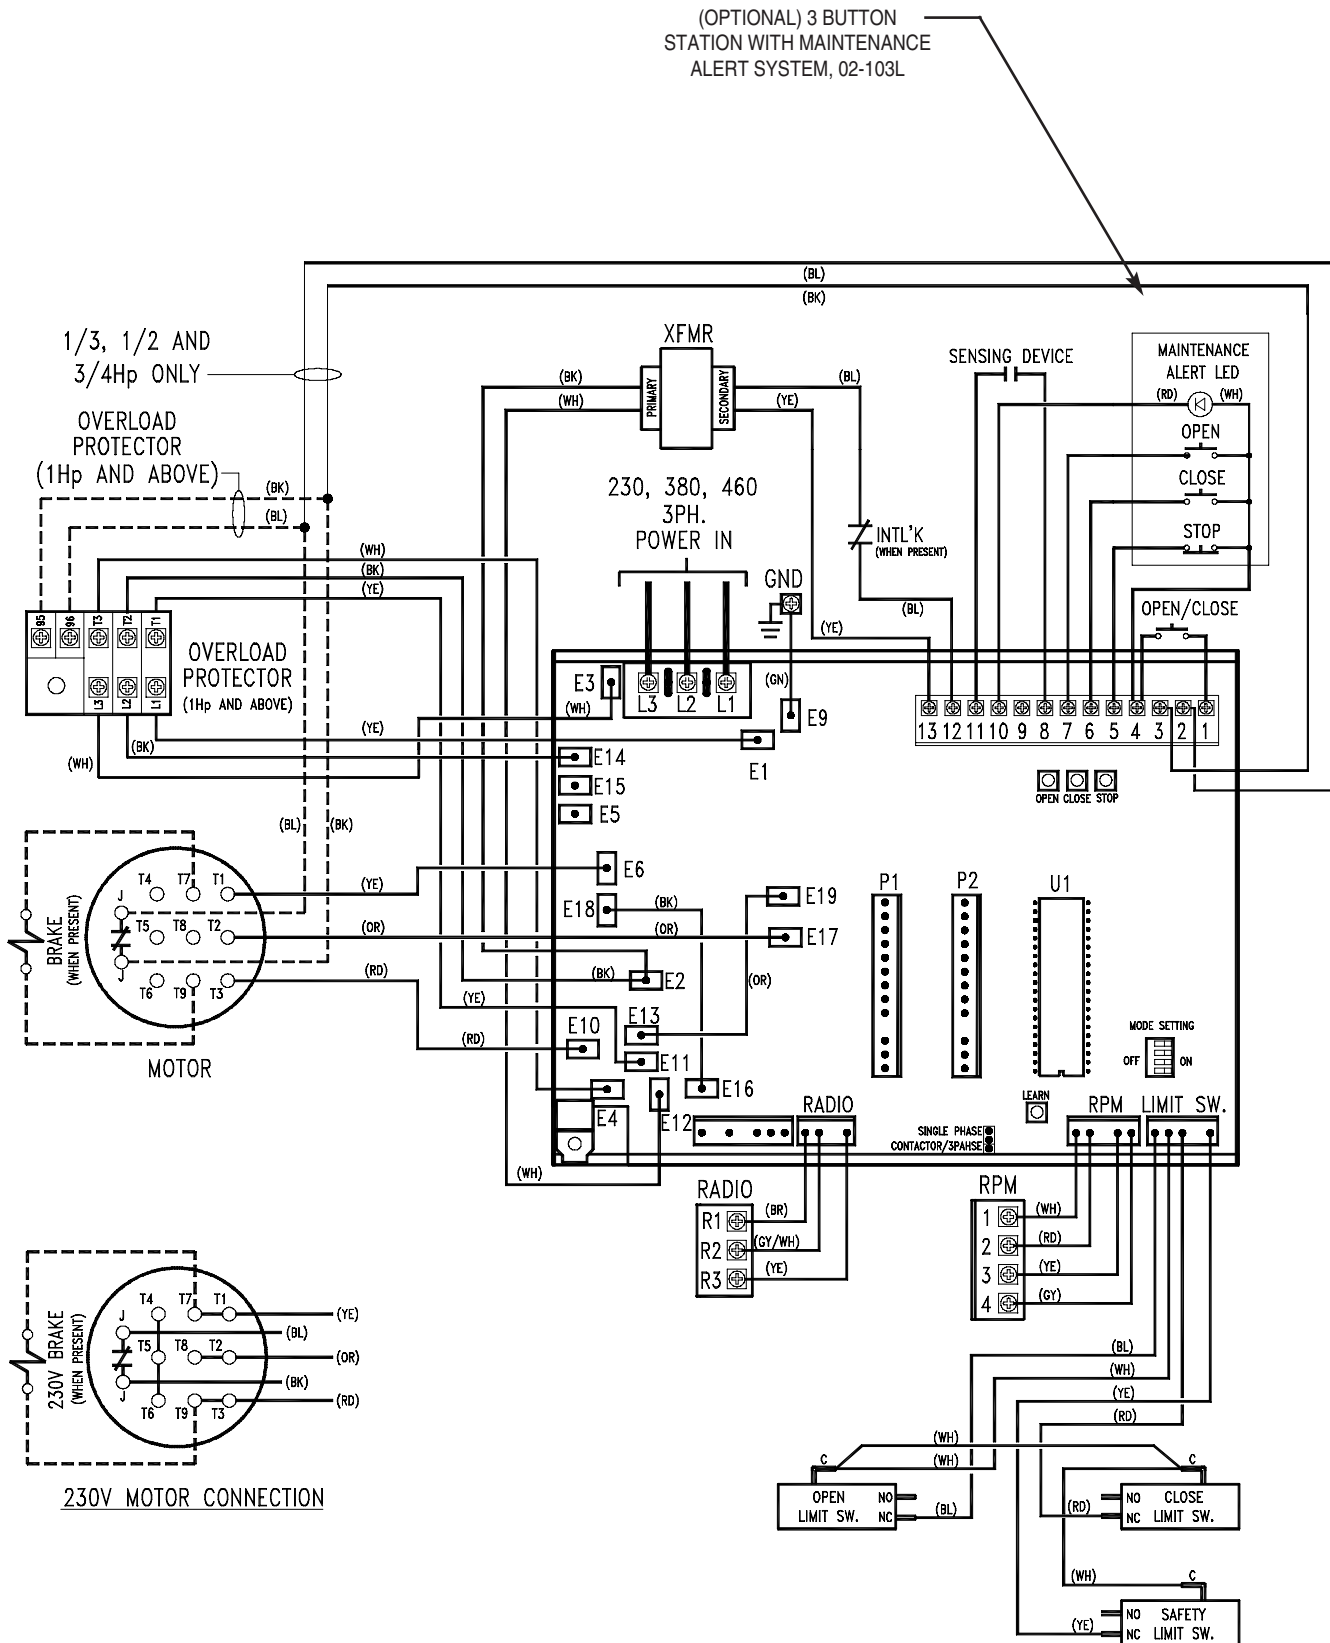 (OPTIONAL) 3 BUTTON
STATION WITH MAINTENANCE
ALERT SYSTEM, 02-103L
(BL)
(BK)
1/3, 1/2 AND
3/4Hp ONLY
OVERLOAD
PROTECTOR
(1Hp AND ABOVE)
(BK)
(BL)
XFMR
PRIMARY
SECONDARY
(BK)
(WH)
(BL)
(YE)
SENSING DEVICE
MAINTENANCE
ALERT LED
(RD)
(WH)
OPEN
CLOSE
STOP
230, 380, 460
3PH.
POWER IN
INTL'K
(WHEN PRESENT)
GND
(BL)
(YE)
OPEN/CLOSE
(WH)
(BK)
(YE)
95
96
T3
T2
T1
L3
L2
L1
OVERLOAD
PROTECTOR
(1Hp AND ABOVE)
E3
L3
L2
L1
(GN)
(WH)
E9
13 12 11 10 9 8 7 6 5 4 3 2 1
(YE)
(BK)
(WH)
E1
E14
E15
E5
OPEN CLOSE STOP
(BL)
(BK)
BRAKE
(WHEN PRESENT)
T4
T7
T1
J
T5
T8
T2
J
T6
T9
T3
MOTOR
(YE)
(OR)
(RD)
E6
E18
(BK)
E19
(OR)
E17
(BK)
E2
(OR)
(YE)
E13
(RD)
E10
E11
E16
E4
E12
(WH)
P1
P2
U1
MODE SETTING
OFF
ON
LEARN
RADIO
SINGLE PHASE
CONTACTOR/3PAHSE
RPM
LIMIT SW.
RADIO
R1
(BR)
R2
(GY/WH)
R3
(YE)
RPM
1
(WH)
2
(RD)
3
(YE)
4
(GY)
230V BRAKE
(WHEN PRESENT)
T4
T7
T1
J
T5
T8
T2
J
T6
T9
T3
(YE)
(BL)
(OR)
(BK)
(RD)
230V MOTOR CONNECTION
(BL)
(WH)
(YE)
(RD)
(WH)
(WH)
C
OPEN
LIMIT SW.
NO
NC
(BL)
C
(RD)
NO
NC
CLOSE
LIMIT SW.
(WH)
C
(YE)
NO
NC
SAFETY
LIMIT SW.